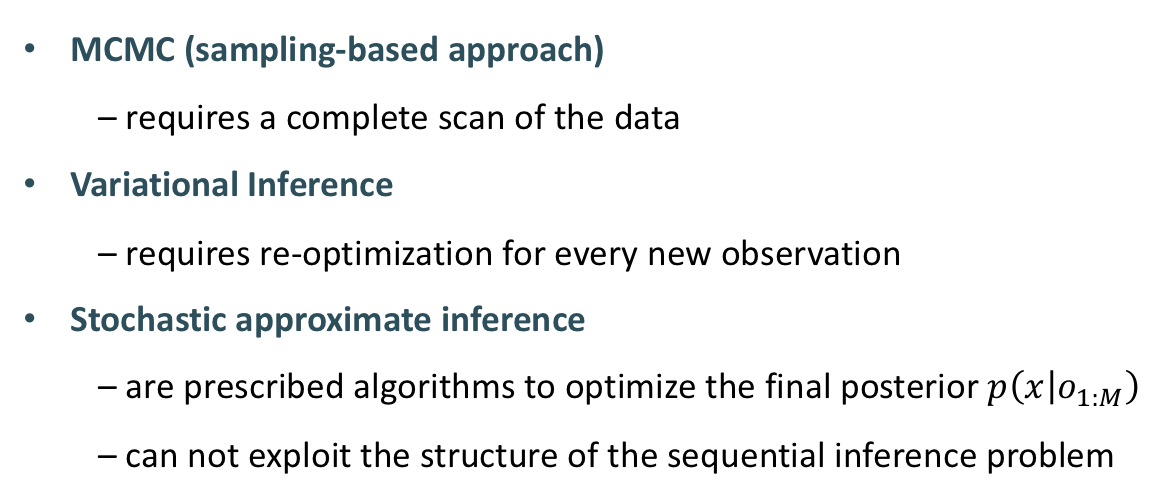 • MCMC (sampling-based approach)
– requires a complete scan of the data
• Variational Inference
– requires re-optimization for every new observation
• Stochastic approximate inference
– are prescribed algorithms to optimize the final posterior 𝑝(𝑥|𝑜₁:𝑀)
– can not exploit the structure of the sequential inference problem